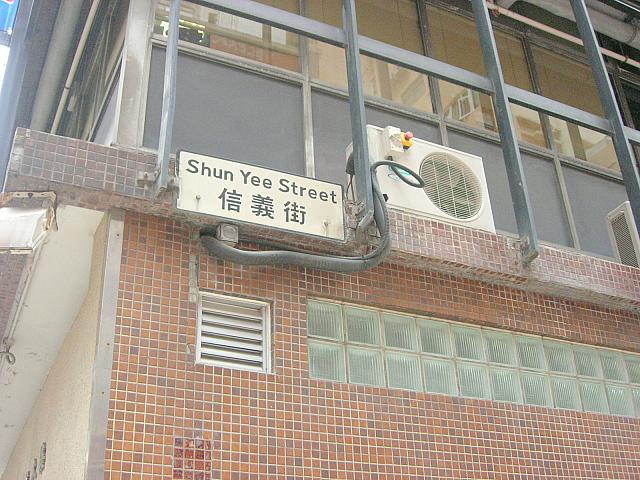 Shun Yee Street
信義街